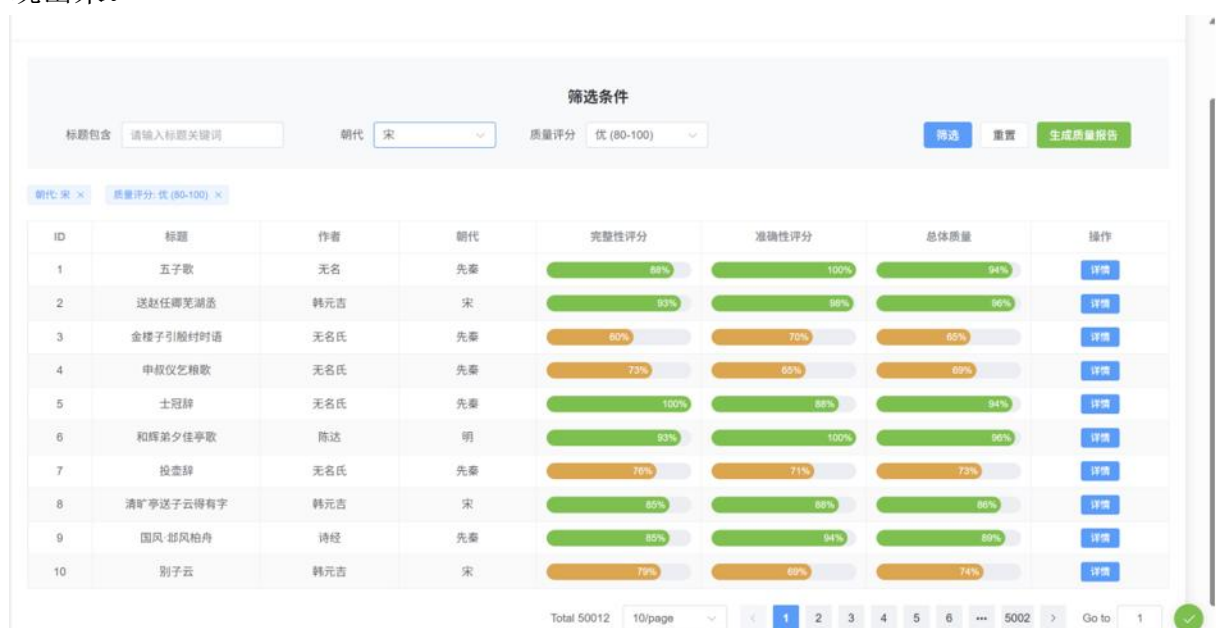 筛选条件
标题包含 请输入标题关键词 朝代 宋 质量评分 优 (80-100) 筛选 重置 生成质量报告
朝代: 宋 × 质量评分: 优 (80-100) ×
ID 标题 作者 朝代 完整性评分 准确性评分 总体质量 操作
1 五子歌 无名 先秦 88% 100% 94% 详情
2 送赵任卿芜湖丞 韩元吉 宋 93% 98% 96% 详情
3 金楼子引殷纣时语 无名氏 先秦 60% 70% 65% 详情
4 申叔仪乞粮歌 无名氏 先秦 73% 65% 69% 详情
5 士冠辞 无名氏 先秦 100% 88% 94% 详情
6 和辉弟夕佳亭歌 陈达 明 93% 100% 96% 详情
7 投壶辞 无名氏 先秦 76% 71% 73% 详情
8 清旷亭送子云得有字 韩元吉 宋 85% 88% 86% 详情
9 国风·邶风柏舟 诗经 先秦 85% 94% 89% 详情
10 别子云 韩元吉 宋 79% 69% 74% 详情
Total 50012 10/page < 1 2 3 4 5 6 ··· 5002 > Go to 1